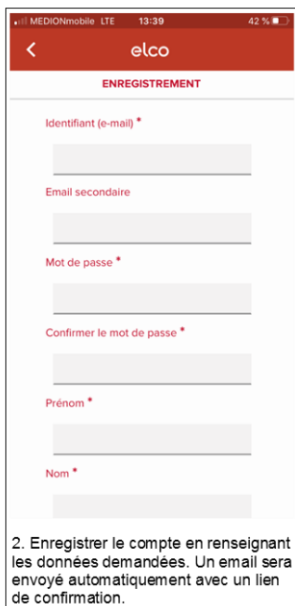 MEDIONmobile LTE 13:39 42 %
elco
ENREGISTREMENT
Identifiant (e-mail) *
Email secondaire
Mot de passe *
Confirmer le mot de passe *
Prénom *
Nom *
2. Enregistrer le compte en renseignant
les données demandées. Un email sera
envoyé automatiquement avec un lien
de confirmation.